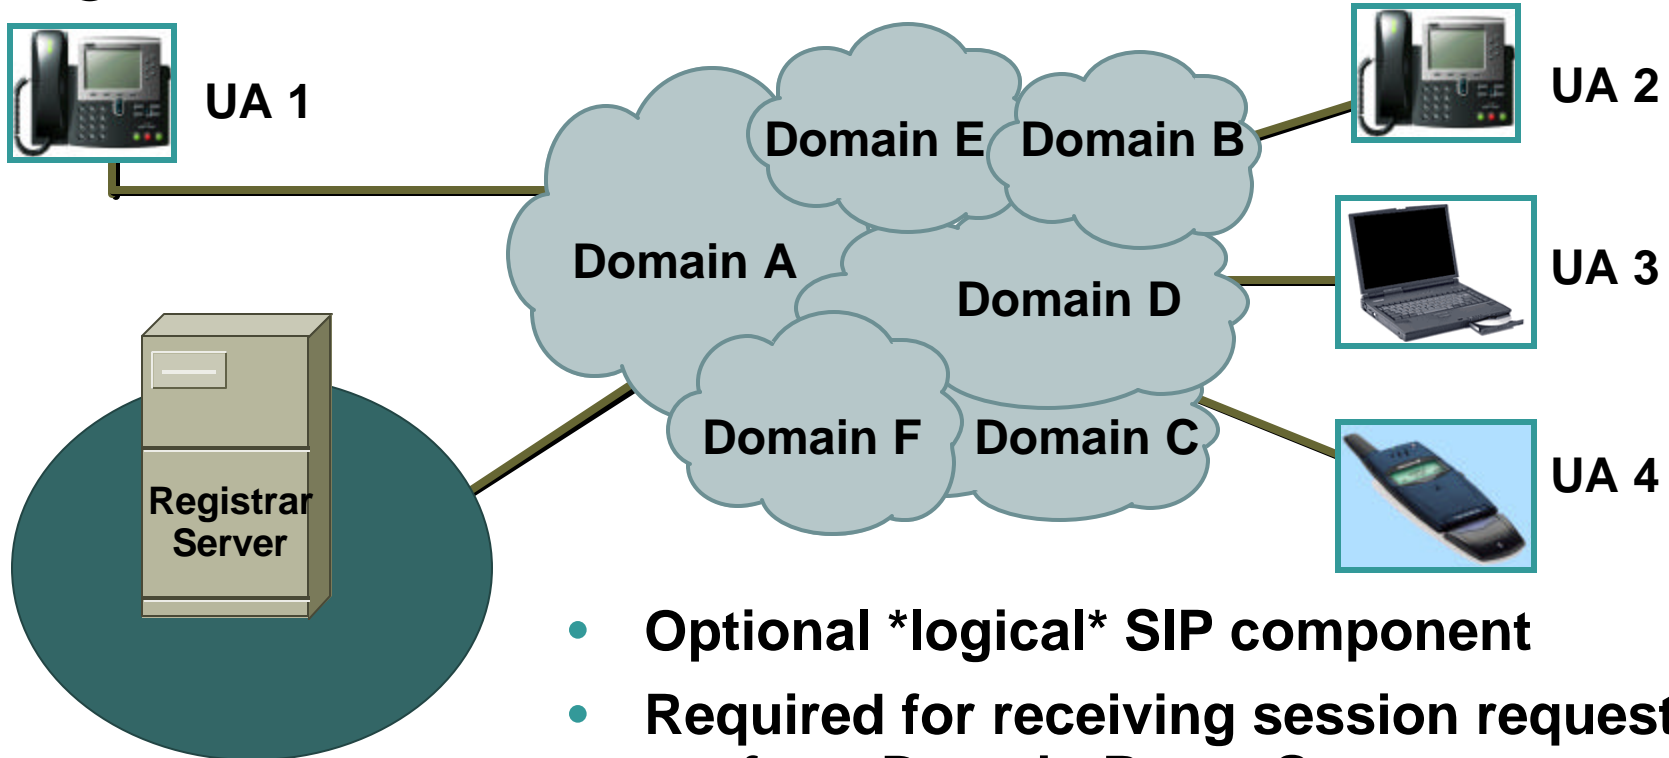 UA 1
UA 2
Domain E
Domain B
Domain A
UA 3
Domain D
Domain F
Domain C
UA 4
Registrar
Server
• Optional *logical* SIP component
• Required for receiving session request